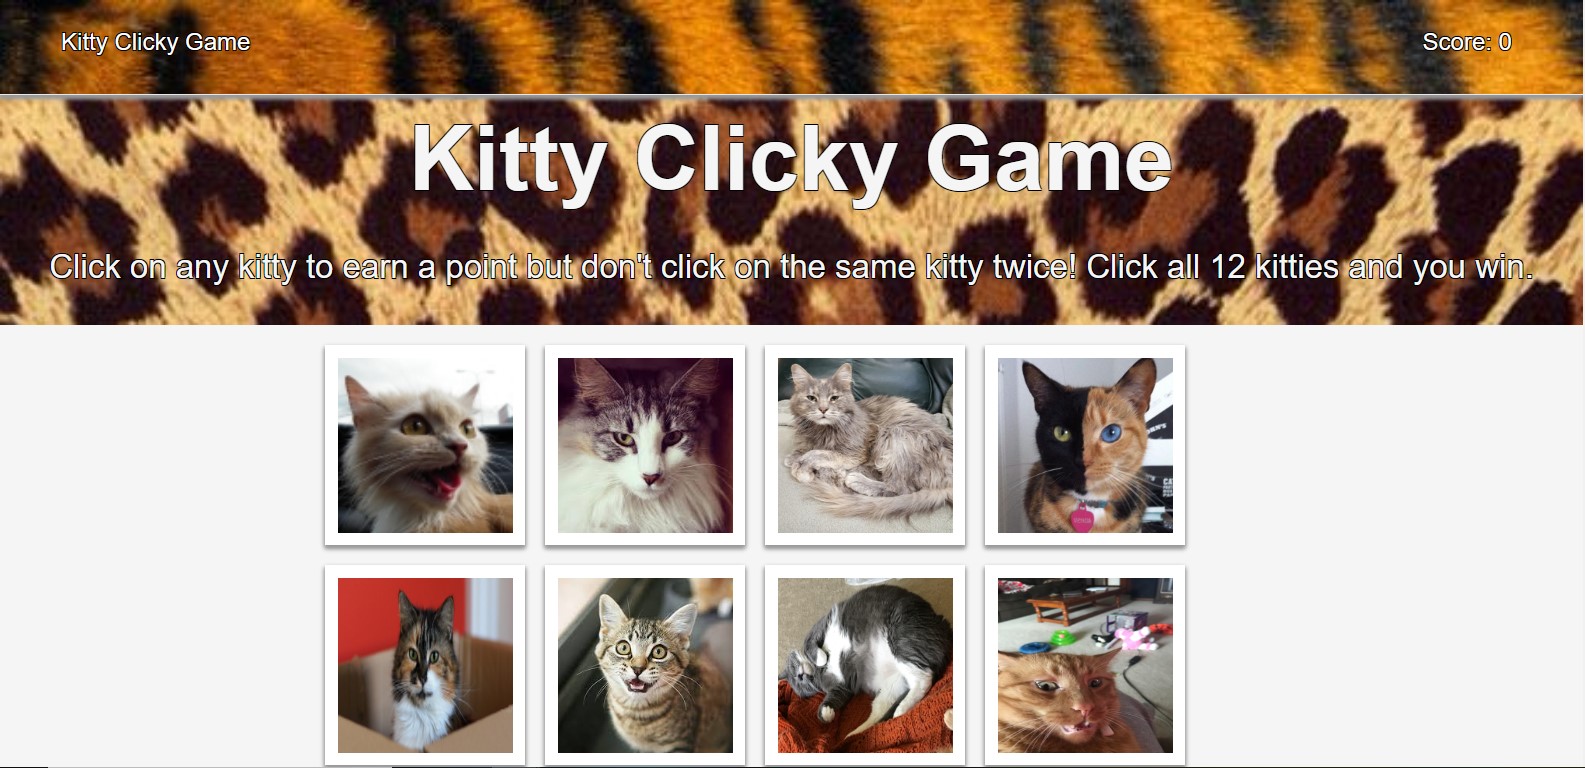 Kitty Clicky Game
Score: 0
Kitty Clicky Game
Click on any kitty to earn a point but don't click on the same kitty twice! Click all 12 kitties and you win.